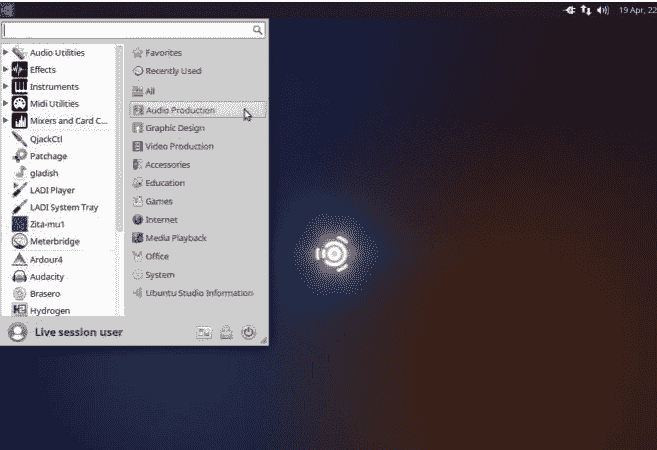 19 Apr, 22
Audio Utilities
Effects
Instruments
Midi Utilities
Mixers and Card C...
QjackCtl
Patchage
gladish
LADI Player
LADI System Tray
Zita-mu1
Meterbridge
Ardour4
Audacity
Brasero
Hydrogen
Favorites
Recently Used
All
Audio Production
Graphic Design
Video Production
Accessories
Education
Games
Internet
Media Playback
Office
System
Ubuntu Studio Information
Live session user